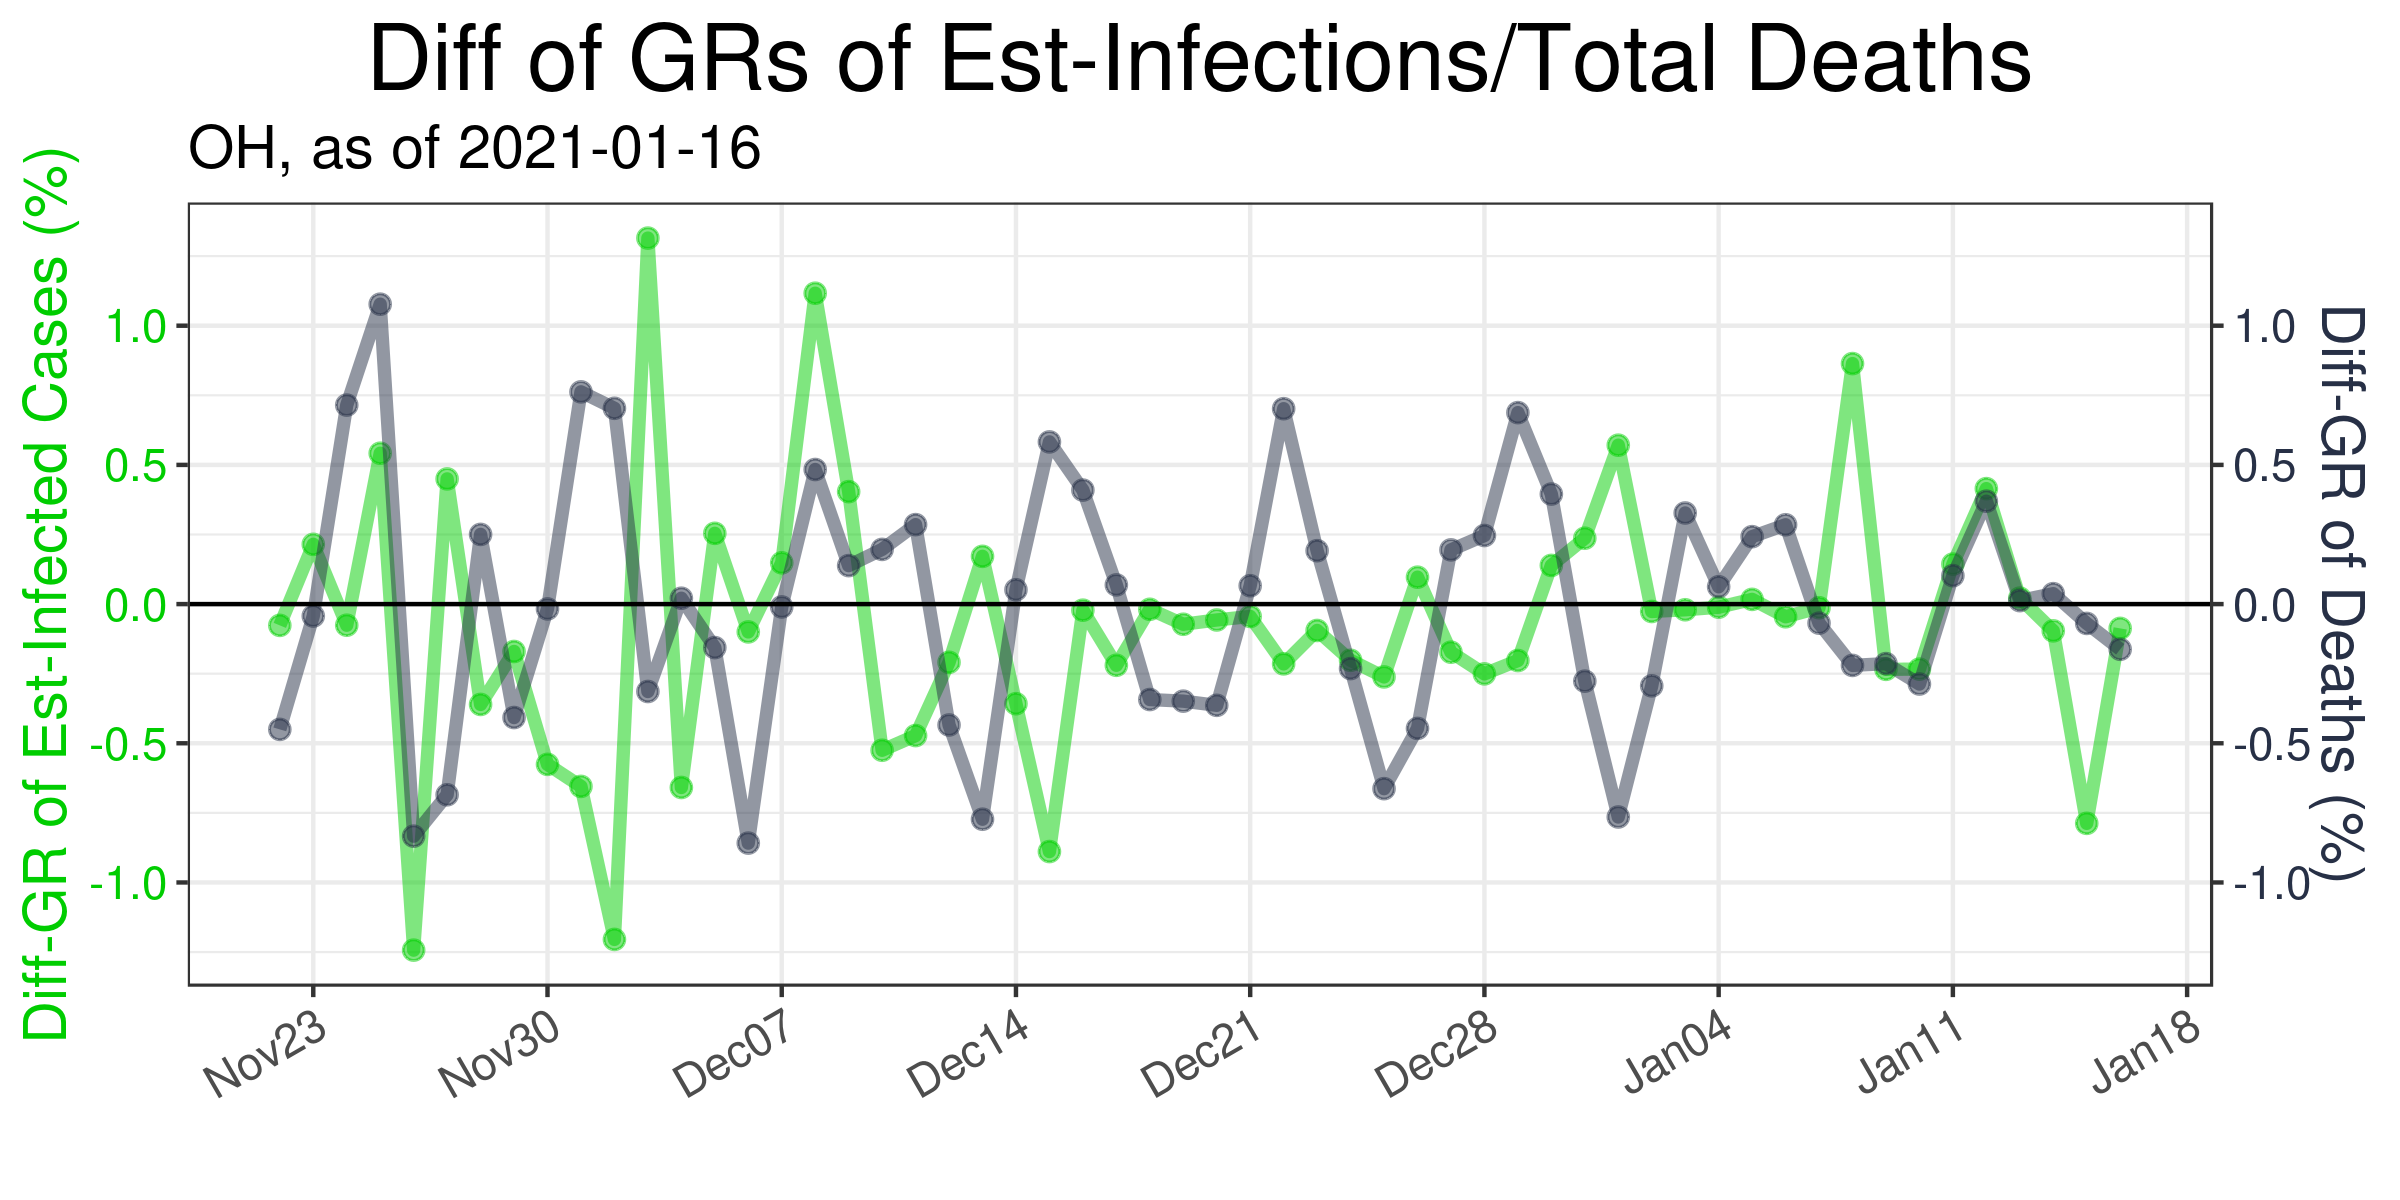 Diff of GRs of Est-Infections/Total Deaths
OH, as of 2021-01-16
Diff-GR of Est-Infected Cases (%)
1.0
0.5
0.0
-0.5
-1.0
1.0
0.5
0.0
-0.5
-1.0
Diff-GR of Deaths (%)
Nov23
Nov30
Dec07
Dec14
Dec21
Dec28
Jan04
Jan11
Jan18